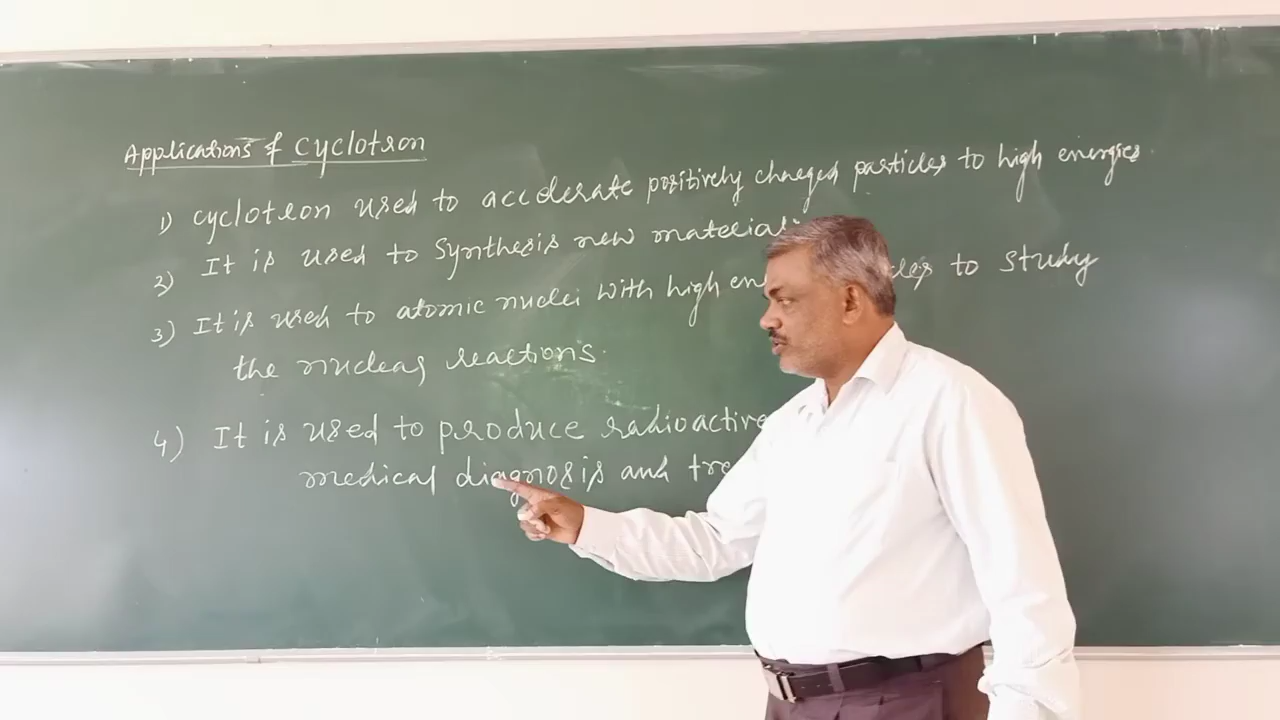 Applications of Cyclotron
1) Cyclotron used to accelerate positively charged particles to high energies.
2) It is used to Synthesis new material
3) It is used to atomic nuclei with high to study
the nuclear reactions.
4) It is used to produce radioactive
medical diagnosis and